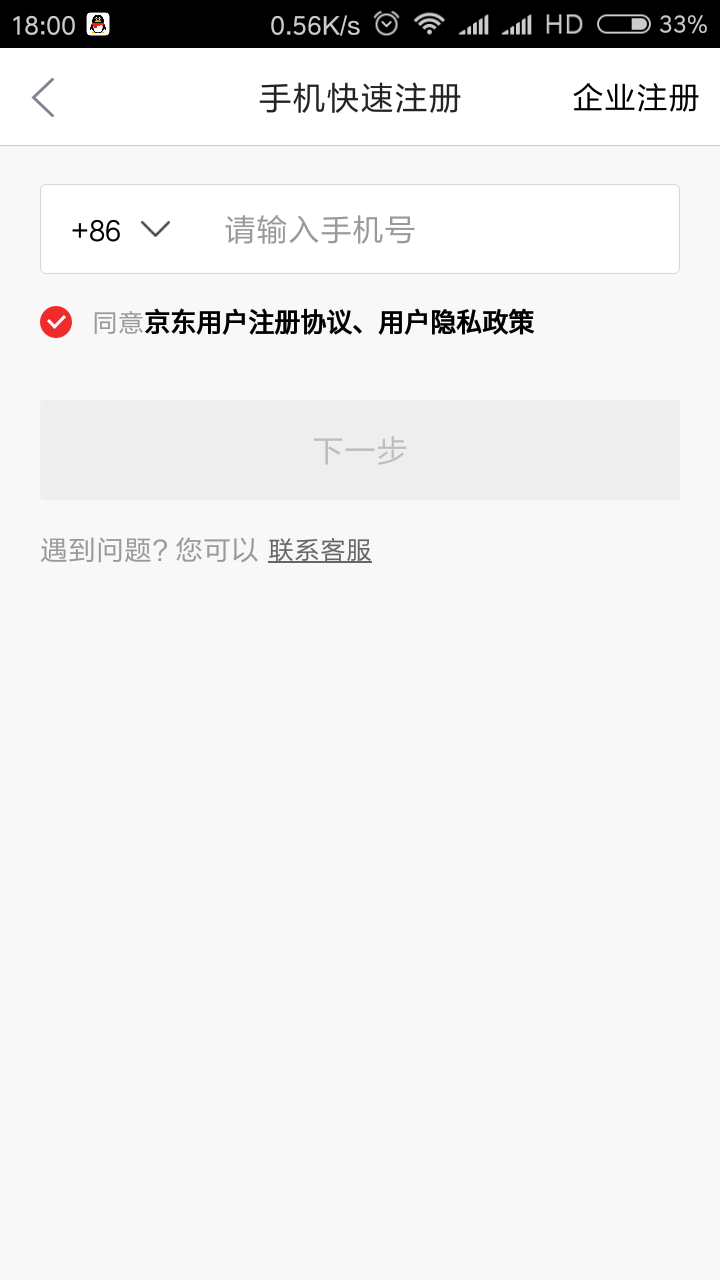 18:00 0.56K/s HD 33%
手机快速注册 企业注册
+86 请输入手机号
同意京东用户注册协议、用户隐私政策
下一步
遇到问题?您可以 联系客服